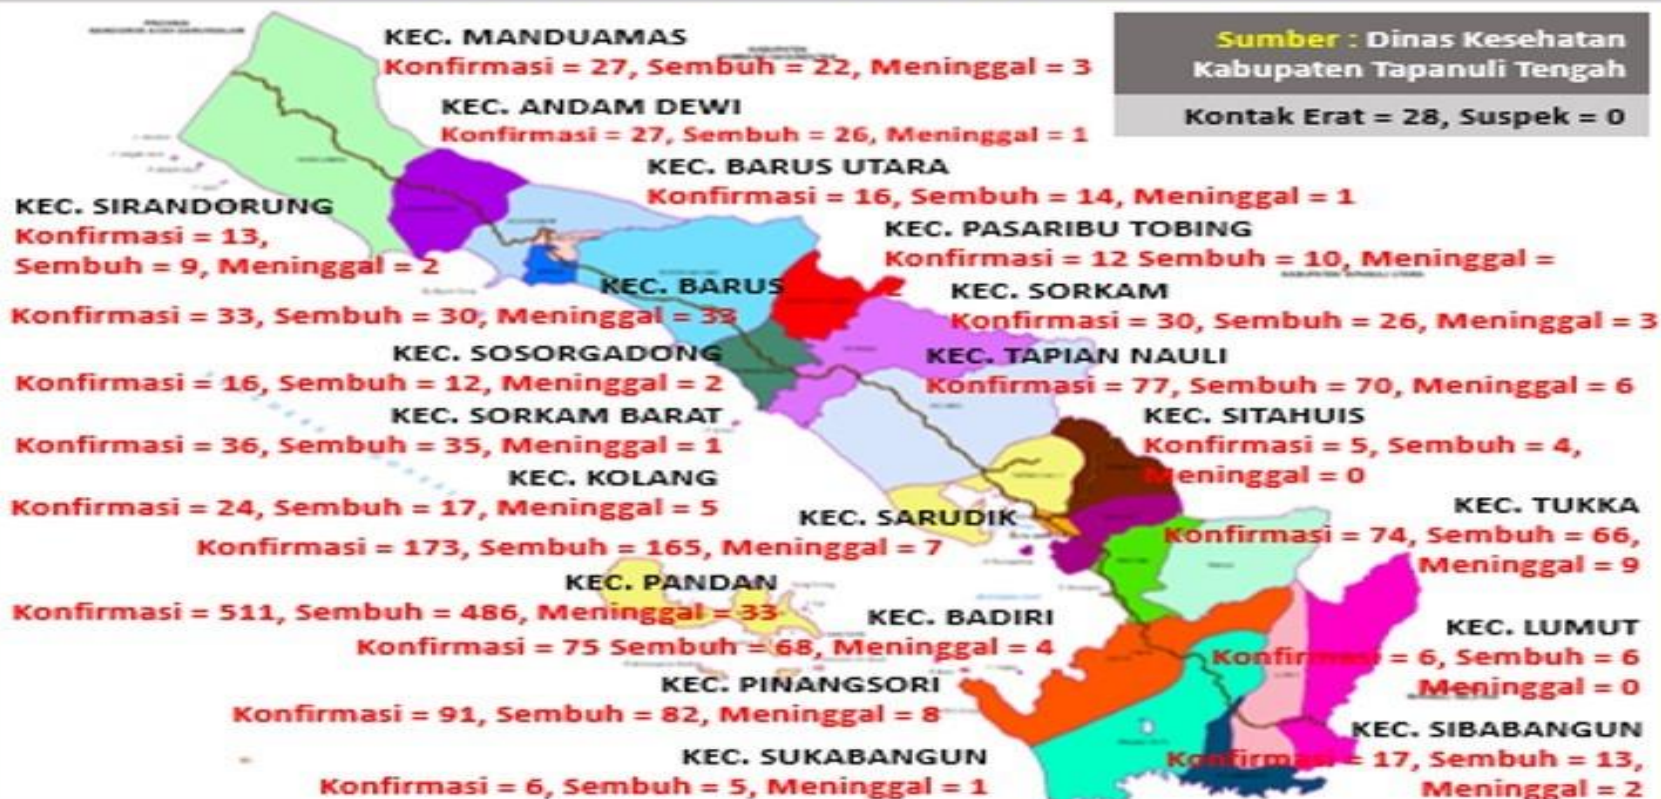 KEC. MANDUAMAS
Konfirmasi = 27, Sembuh = 22, Meninggal = 3
Sumber : Dinas Kesehatan
Kabupaten Tapanuli Tengah
Kontak Erat = 28, Suspek = 0
KEC. ANDAM DEWI
Konfirmasi = 27, Sembuh = 26, Meninggal = 1
KEC. BARUS UTARA
Konfirmasi = 16, Sembuh = 14, Meninggal = 1
KEC. SIRANDORUNG
Konfirmasi = 13,
Sembuh = 9, Meninggal = 2
KEC. PASARIBU TOBING
Konfirmasi = 12 Sembuh = 10, Meninggal =
2
KEC. BARUS
Konfirmasi = 33, Sembuh = 30, Meninggal = 33
KEC. SORKAM
Konfirmasi = 30, Sembuh = 26, Meninggal = 3
KEC. SOSORGADONG
Konfirmasi = 16, Sembuh = 12, Meninggal = 2
KEC. TAPIAN NAULI
Konfirmasi = 77, Sembuh = 70, Meninggal = 6
KEC. SORKAM BARAT
Konfirmasi = 36, Sembuh = 35, Meninggal = 1
KEC. SITAHUIS
Konfirmasi = 5, Sembuh = 4,
Meninggal = 0
KEC. KOLANG
Konfirmasi = 24, Sembuh = 17, Meninggal = 5
KEC. SARUDIK
Konfirmasi = 173, Sembuh = 165, Meninggal = 7
KEC. TUKKA
Konfirmasi = 74, Sembuh = 66,
Meninggal = 9
KEC. PANDAN
Konfirmasi = 511, Sembuh = 486, Meninggal = 33
KEC. BADIRI
Konfirmasi = 75 Sembuh = 68, Meninggal = 4
KEC. LUMUT
Konfirmasi = 6, Sembuh = 6
Meninggal = 0
KEC. PINANGSORI
Konfirmasi = 91, Sembuh = 82, Meninggal = 8
KEC. SIBABANGUN
Konfirmasi = 17, Sembuh = 13,
Meninggal = 2
KEC. SUKABANGUN
Konfirmasi = 6, Sembuh = 5, Meninggal = 1